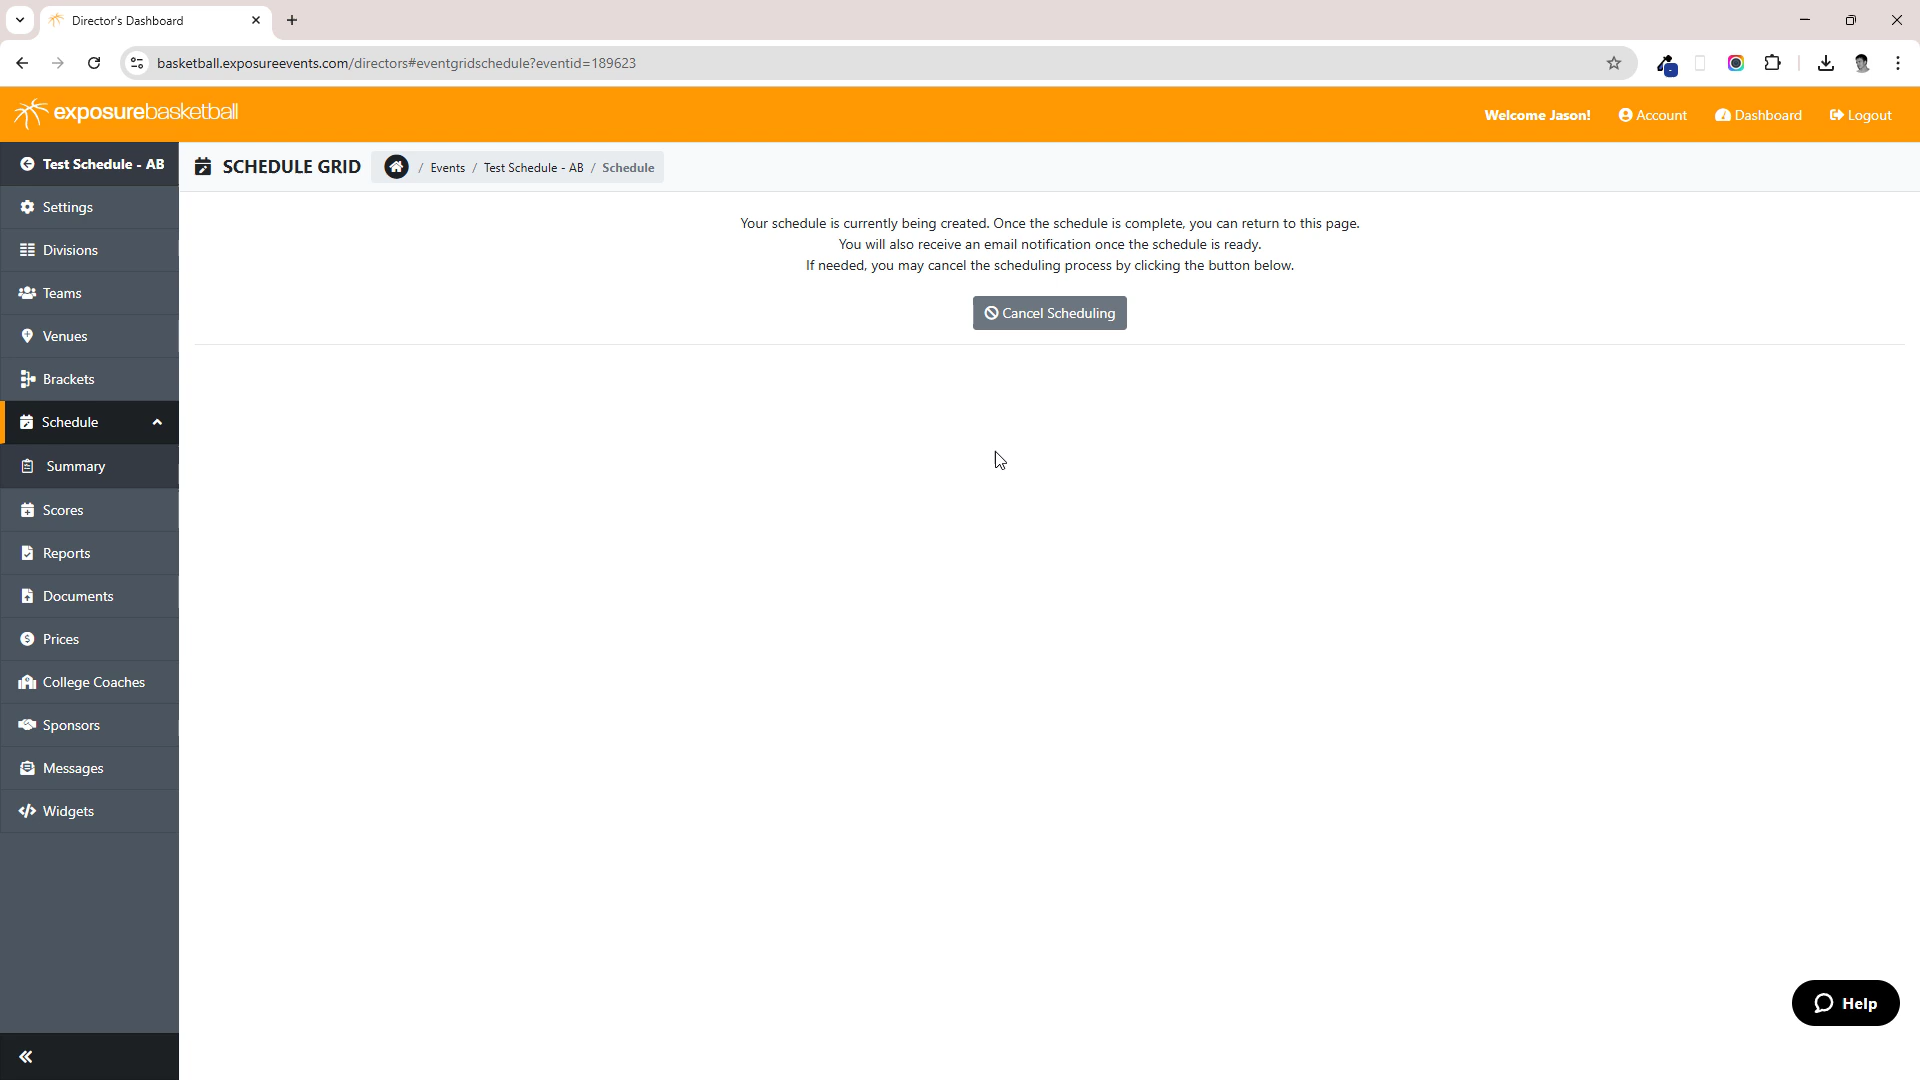 Director's Dashboard
basketball.exposureevents.com/directors#eventgridschedule?eventid=189623
exposurebasketball
Welcome Jason!
Account
Dashboard
Logout
Test Schedule - AB
SCHEDULE GRID
/ Events / Test Schedule - AB / Schedule
Settings
Divisions
Teams
Venues
Brackets
Schedule
Summary
Scores
Reports
Documents
Prices
College Coaches
Sponsors
Messages
Widgets
Your schedule is currently being created. Once the schedule is complete, you can return to this page.
You will also receive an email notification once the schedule is ready.
If needed, you may cancel the scheduling process by clicking the button below.
Cancel Scheduling
Help